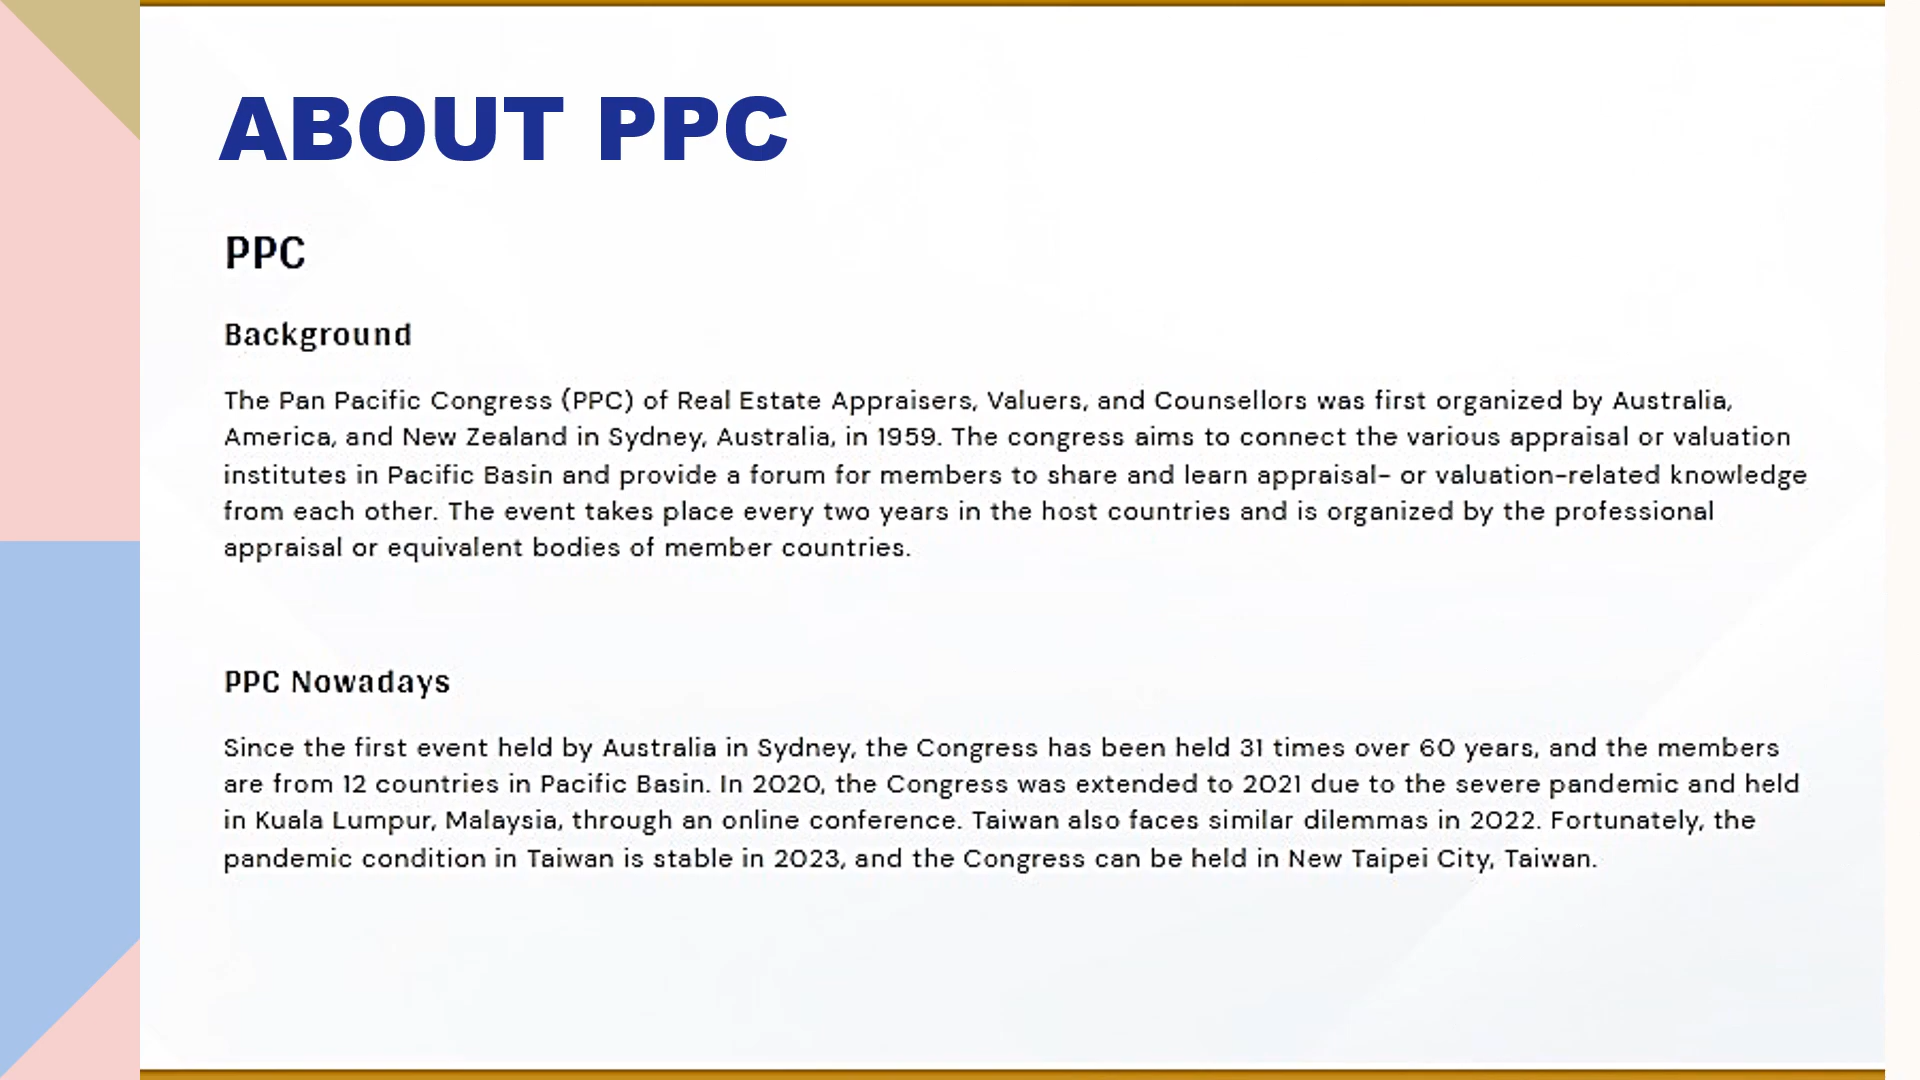 ABOUT PPC
PPC
Background
The Pan Pacific Congress (PPC) of Real Estate Appraisers, Valuers, and Counsellors was first organized by Australia,
America, and New Zealand in Sydney, Australia, in 1959. The congress aims to connect the various appraisal or valuation
institutes in Pacific Basin and provide a forum for members to share and learn appraisal- or valuation-related knowledge
from each other. The event takes place every two years in the host countries and is organized by the professional
appraisal or equivalent bodies of member countries.
PPC Nowadays
Since the first event held by Australia in Sydney, the Congress has been held 31 times over 60 years, and the members
are from 12 countries in Pacific Basin. In 2020, the Congress was extended to 2021 due to the severe pandemic and held
in Kuala Lumpur, Malaysia, through an online conference. Taiwan also faces similar dilemmas in 2022. Fortunately, the
pandemic condition in Taiwan is stable in 2023, and the Congress can be held in New Taipei City, Taiwan.